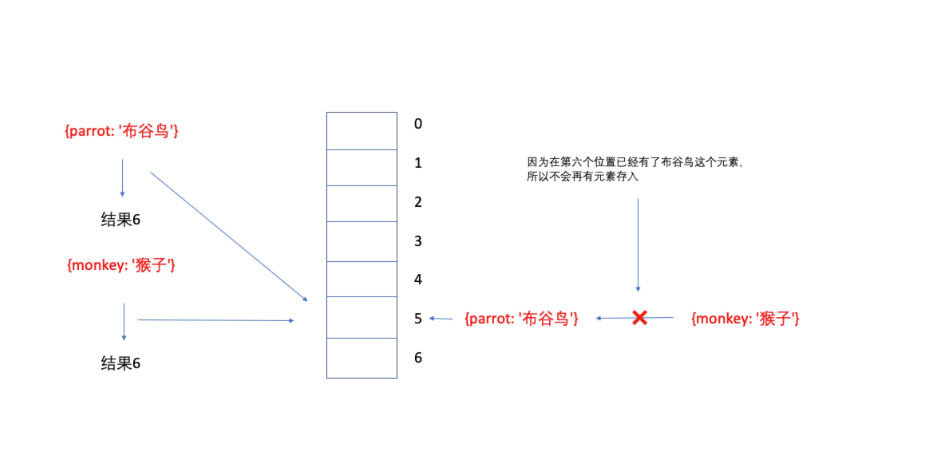 {parrot: '布谷鸟'}
结果6
{monkey: '猴子'}
结果6
0
1
2
3
4
5
6
因为在第六个位置已经有了布谷鸟这个元素，
所以不会再有元素存入
{parrot: '布谷鸟'}
{monkey: '猴子'}